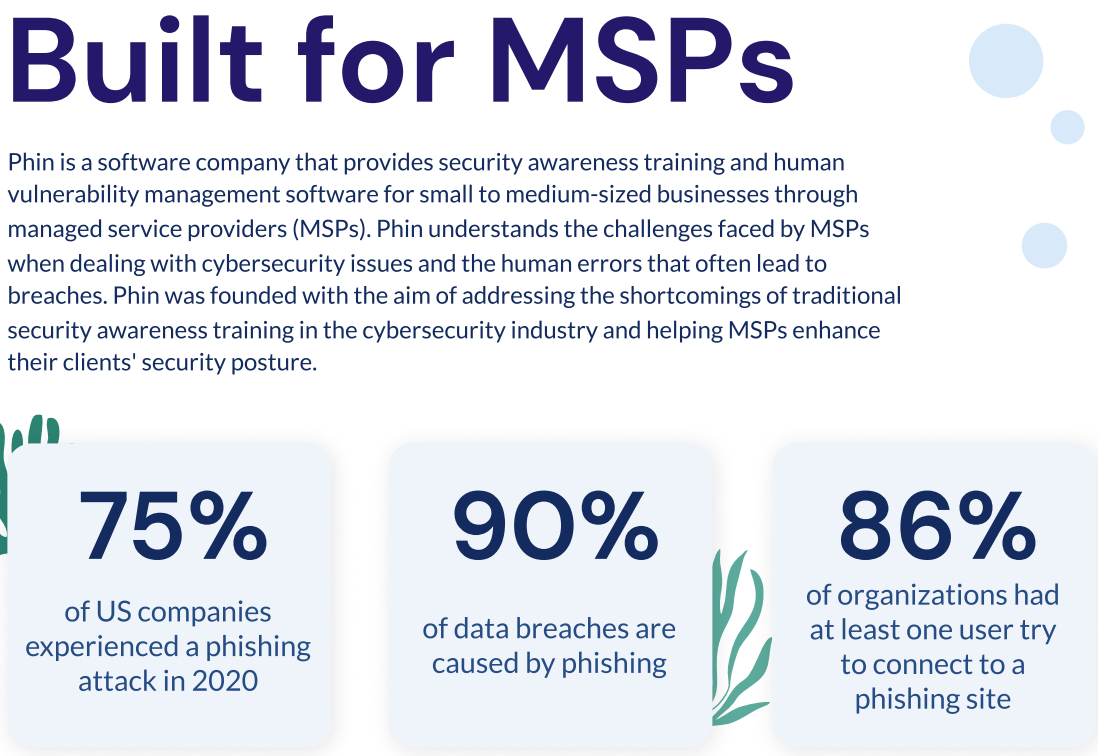 Built for MSPs
Phin is a software company that provides security awareness training and human
vulnerability management software for small to medium-sized businesses through
managed service providers (MSPs). Phin understands the challenges faced by MSPs
when dealing with cybersecurity issues and the human errors that often lead to
breaches. Phin was founded with the aim of addressing the shortcomings of traditional
security awareness training in the cybersecurity industry and helping MSPs enhance
their clients' security posture.
75%
of US companies
experienced a phishing
attack in 2020
90%
of data breaches are
caused by phishing
86%
of organizations had
at least one user try
to connect to a
phishing site